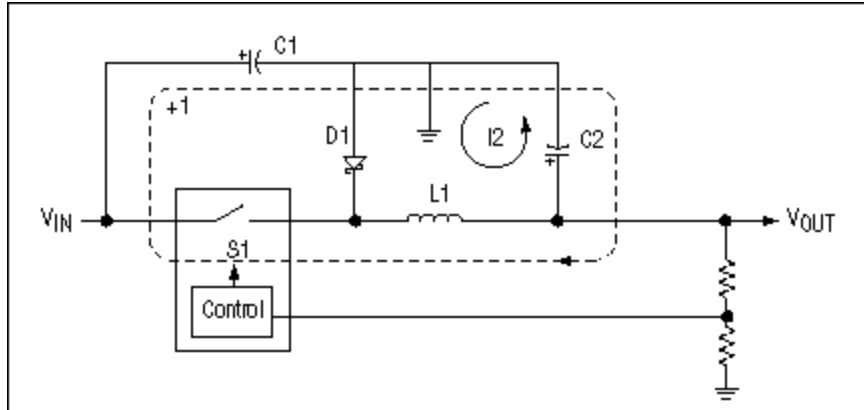 C1
+
+1
D1
I2
C2
+
L1
VIN
VOUT
S1
Control